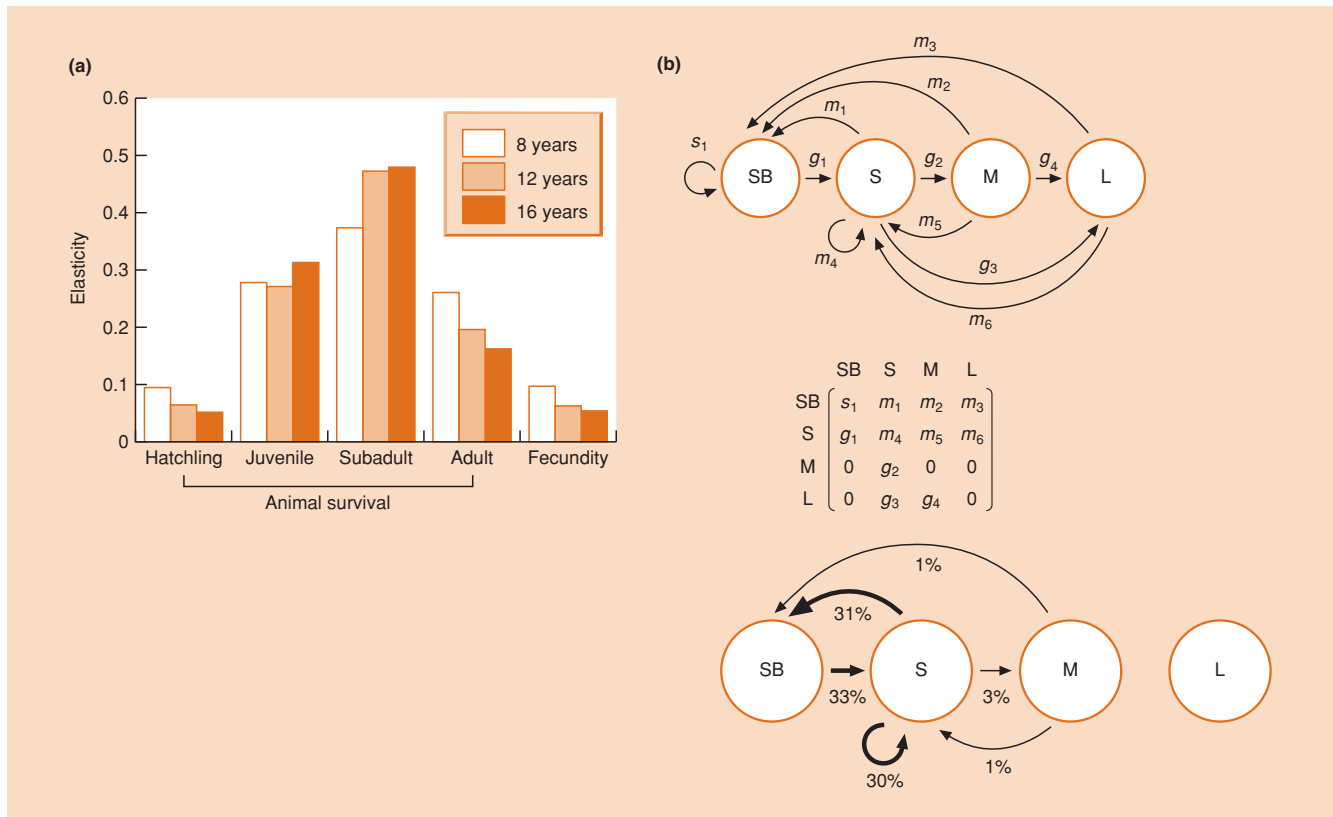 (a)
Elasticity
0.6
0.5
0.4
0.3
0.2
0.1
0
8 years
12 years
16 years
Hatchling Juvenile Subadult Adult Fecundity
Animal survival
(b)
m3
m2
m1
s1
g1 g2 g4
SB S M L
m5
m4
g3
m6
SB S M L
SB s1 m1 m2 m3
S g1 m4 m5 m6
M 0 g2 0 0
L 0 g3 g4 0
1%
31%
SB S M L
33% 3%
1%
30%